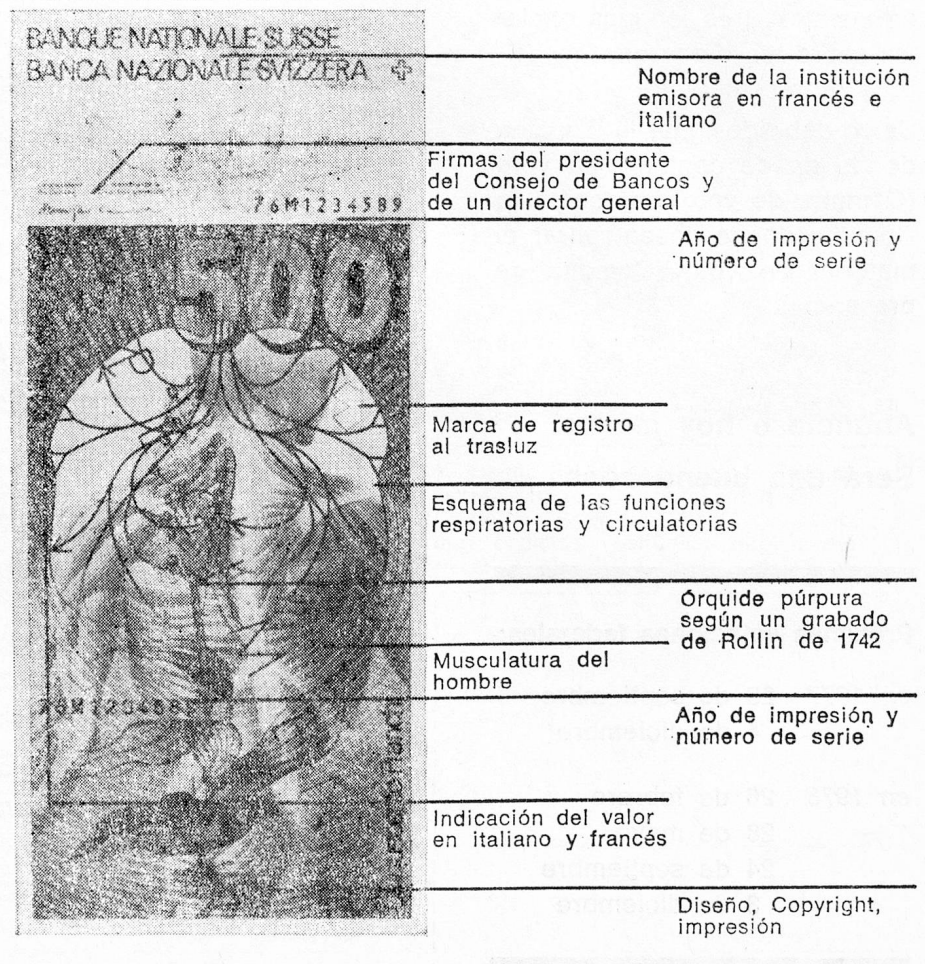 BANQUE NATIONALE SUISSE
BANCA NAZIONALE SVIZZERA
Nombre de la institución
emisora en francés e
italiano
Firmas del presidente
del Consejo de Bancos y
de un director general
76M1234589
Año de impresión y
número de serie
500
Marca de registro
al trasluz
Esquema de las funciones
respiratorias y circulatorias
Órquide púrpura
según un grabado
de Rollin de 1742
Musculatura del
hombre
Año de impresión y
número de serie
Indicación del valor
en italiano y francés
Diseño, Copyright,
impresión
en 1978